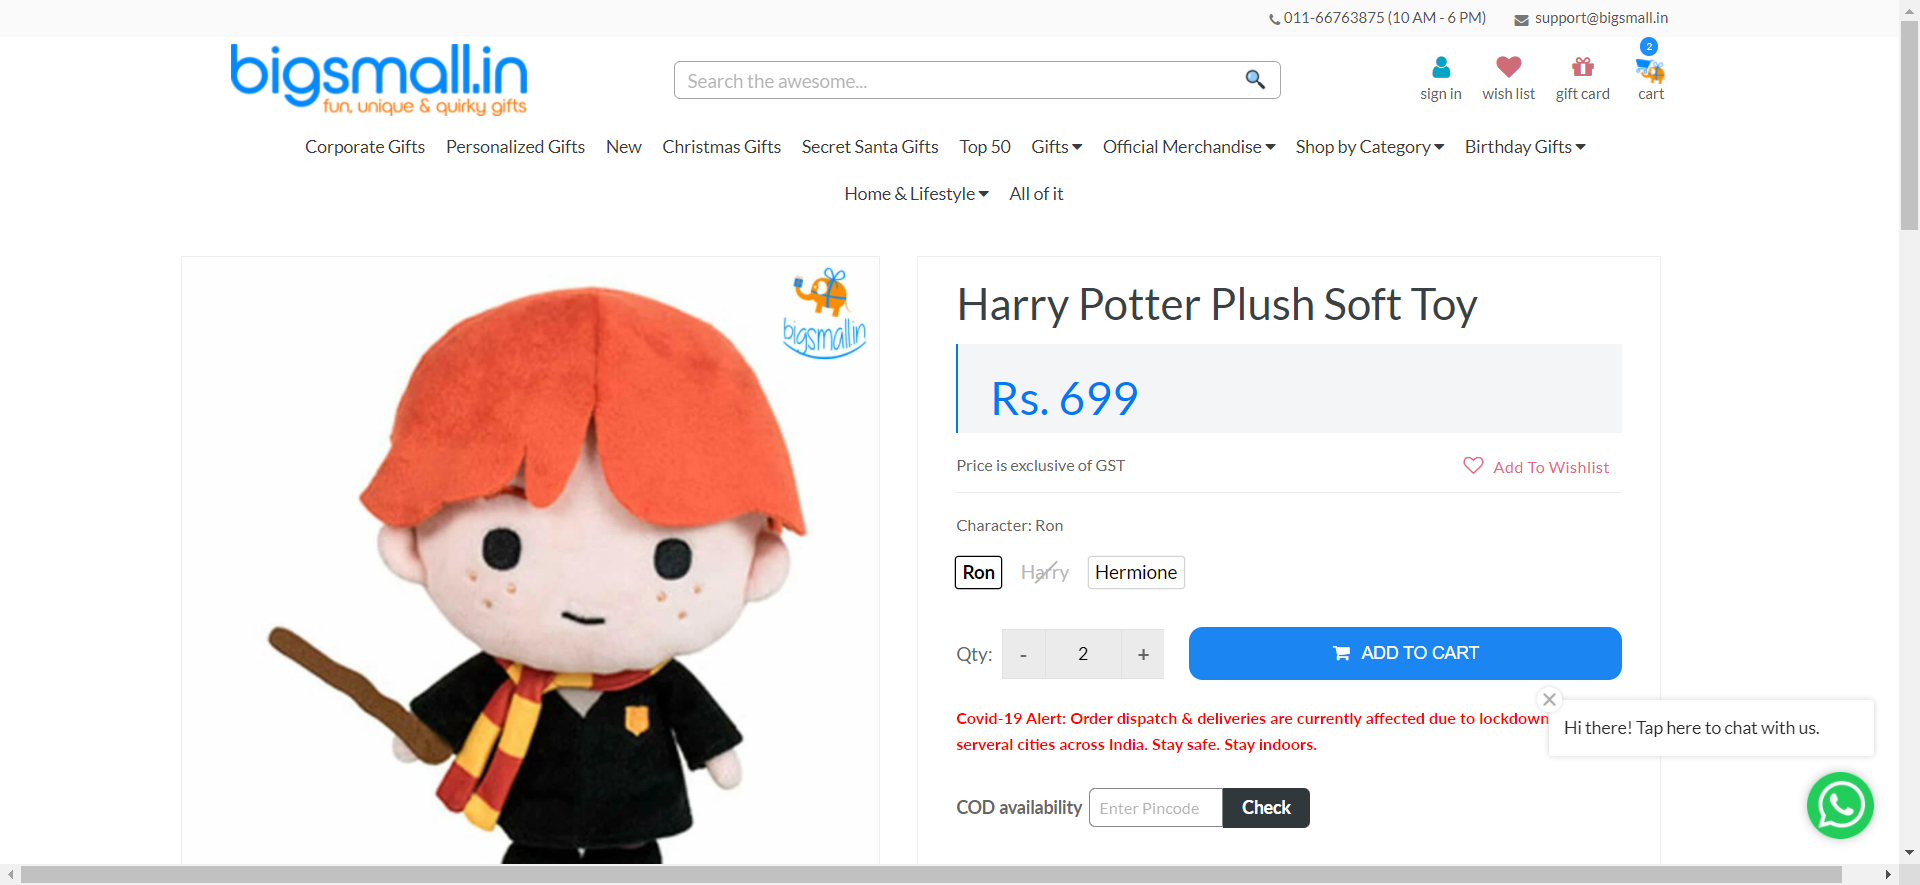 011-66763875 (10 AM - 6 PM) support@bigsmall.in
bigsmall.in
fun, unique & quirky gifts
Search the awesome...
2
sign in wish list gift card cart
Corporate Gifts Personalized Gifts New Christmas Gifts Secret Santa Gifts Top 50 Gifts Official Merchandise Shop by Category Birthday Gifts
Home & Lifestyle All of it
bigsmall.in
Harry Potter Plush Soft Toy
Rs. 699
Price is exclusive of GST
Add To Wishlist
Character: Ron
Ron Harry Hermione
Qty: - 2 + ADD TO CART
Covid-19 Alert: Order dispatch & deliveries are currently affected due to lockdown
serveral cities across India. Stay safe. Stay indoors.
Hi there! Tap here to chat with us.
COD availability Enter Pincode Check